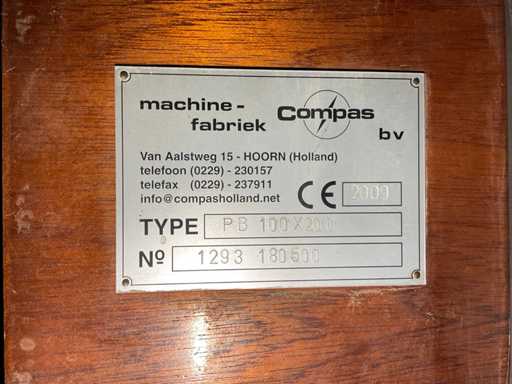 machine-
fabriek Compas
bv
Van Aalstweg 15 - HOORN (Holland)
telefoon (0229) - 230157
telefax (0229) - 237911
info@compasholland.net
CE 2009
TYPE PB 100X200
Nº 1293 180500